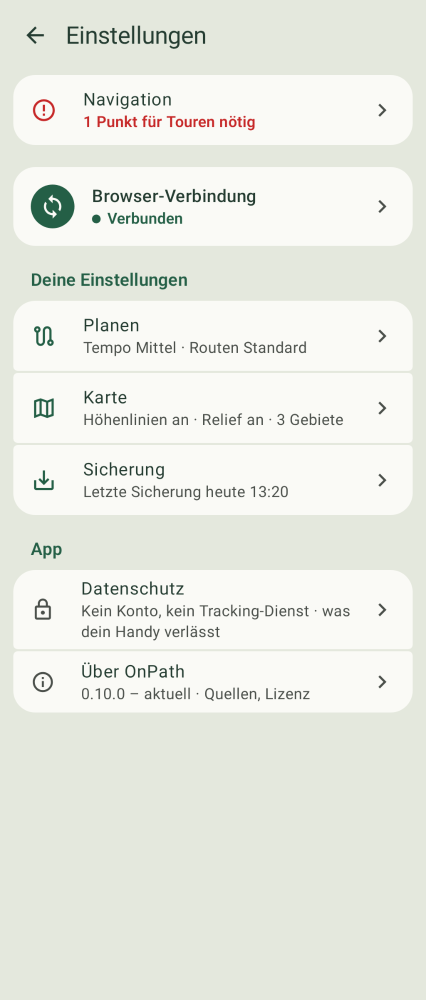 Einstellungen
Navigation
1 Punkt für Touren nötig
Browser-Verbindung
Verbunden
Deine Einstellungen
Planen
Tempo Mittel · Routen Standard
Karte
Höhenlinien an · Relief an · 3 Gebiete
Sicherung
Letzte Sicherung heute 13:20
App
Datenschutz
Kein Konto, kein Tracking-Dienst · was
dein Handy verlässt
Über OnPath
0.10.0 – aktuell · Quellen, Lizenz